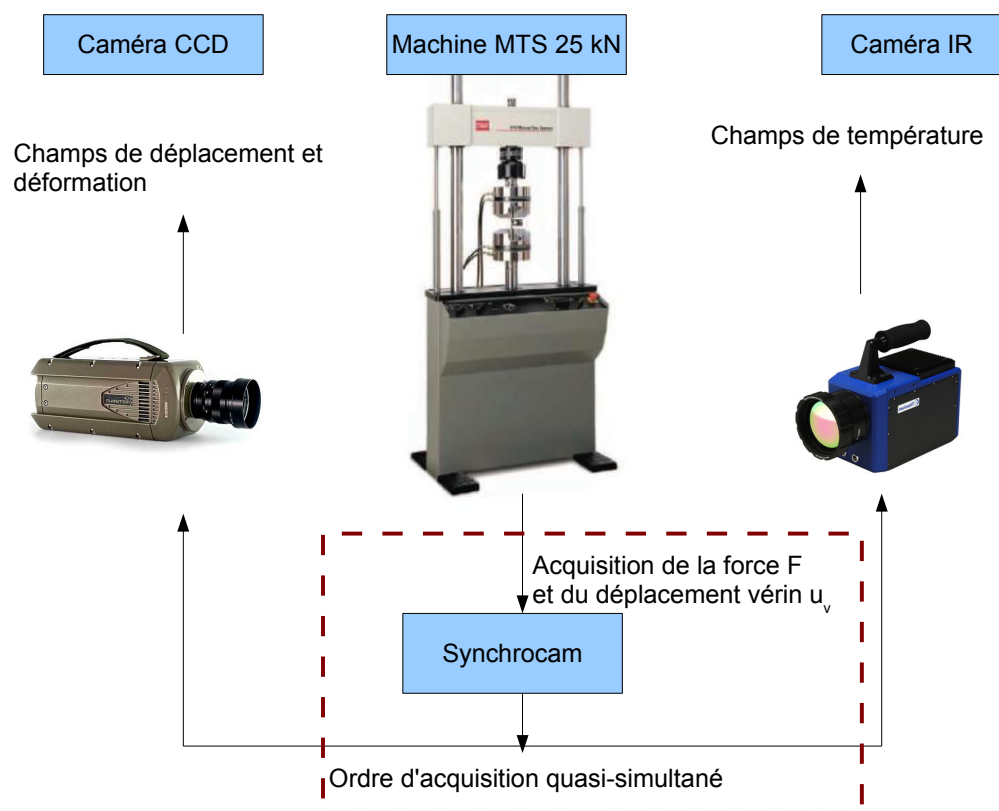 Caméra CCD
Machine MTS 25 kN
Caméra IR
Champs de déplacement et
déformation
Champs de température
Acquisition de la force F
et du déplacement vérin u_v
Synchrocam
Ordre d'acquisition quasi-simultané